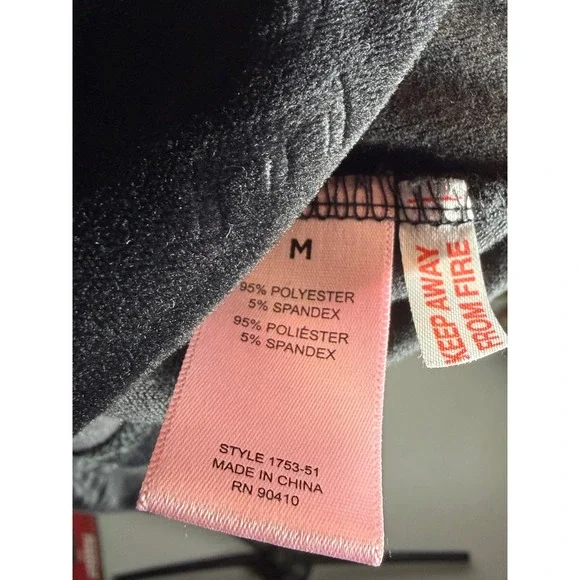 M
95% POLYESTER
5% SPANDEX
95% POLIÉSTER
5% SPANDEX
STYLE 1753-51
MADE IN CHINA
RN 90410
KEEP AWAY
FROM FIRE